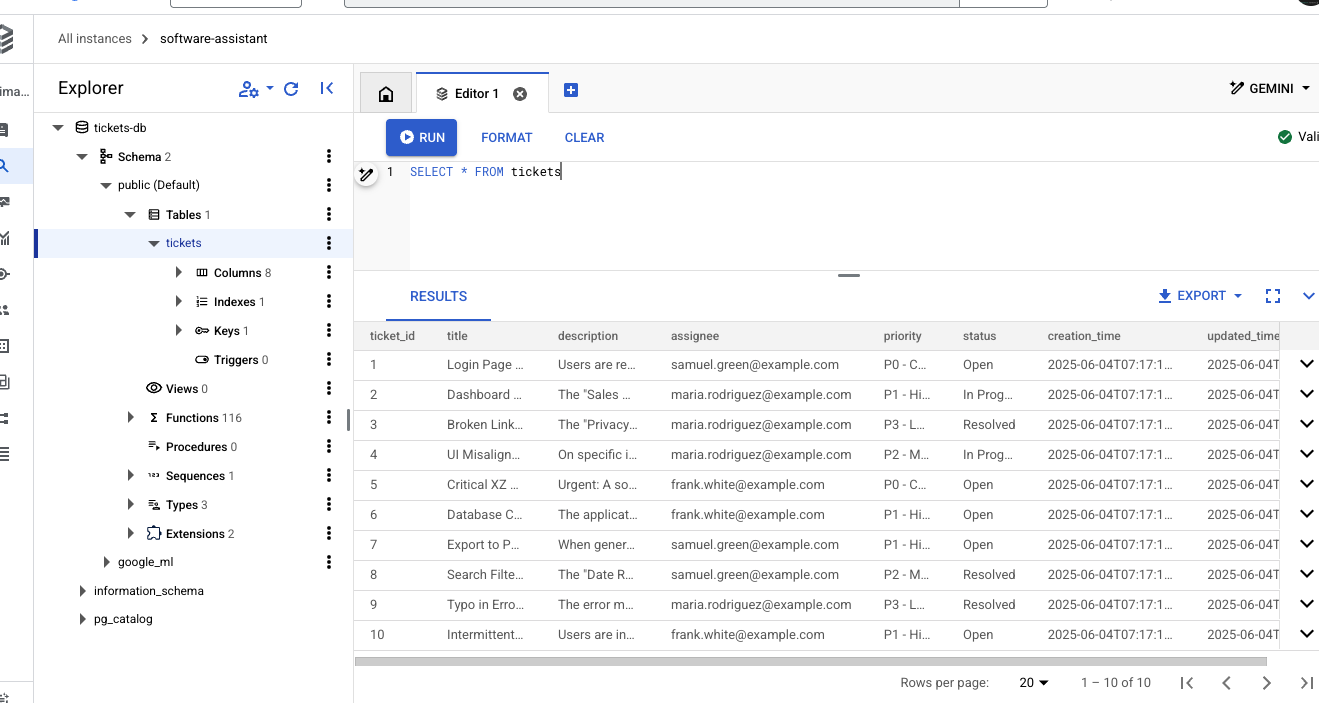 All instances > software-assistant
ima...
Explorer
Editor 1
GEMINI
RUN FORMAT CLEAR
Vali
1 SELECT * FROM tickets
tickets-db
Schema 2
public (Default)
Tables 1
tickets
Columns 8
Indexes 1
Keys 1
Triggers 0
Views 0
Functions 116
Procedures 0
Sequences 1
Types 3
Extensions 2
google_ml
information_schema
pg_catalog
RESULTS
EXPORT
ticket_id title description assignee priority status creation_time updated_time
1 Login Page ... Users are re... samuel.green@example.com P0 - C... Open 2025-06-04T07:17:1... 2025-06-04T
2 Dashboard ... The "Sales ... maria.rodriguez@example.com P1 - Hi... In Prog... 2025-06-04T07:17:1... 2025-06-04T
3 Broken Link... The "Privacy... maria.rodriguez@example.com P3 - L... Resolved 2025-06-04T07:17:1... 2025-06-04T
4 UI Misalign... On specific i... maria.rodriguez@example.com P2 - M... In Prog... 2025-06-04T07:17:1... 2025-06-04T
5 Critical XZ ... Urgent: A so... frank.white@example.com P0 - C... Open 2025-06-04T07:17:1... 2025-06-04T
6 Database C... The applicat... frank.white@example.com P1 - Hi... Open 2025-06-04T07:17:1... 2025-06-04T
7 Export to P... When gener... samuel.green@example.com P1 - Hi... Open 2025-06-04T07:17:1... 2025-06-04T
8 Search Filte... The "Date R... samuel.green@example.com P2 - M... Resolved 2025-06-04T07:17:1... 2025-06-04T
9 Typo in Erro... The error m... maria.rodriguez@example.com P3 - L... Resolved 2025-06-04T07:17:1... 2025-06-04T
10 Intermittent... Users are in... frank.white@example.com P1 - Hi... Open 2025-06-04T07:17:1... 2025-06-04T
Rows per page: 20 1 – 10 of 10